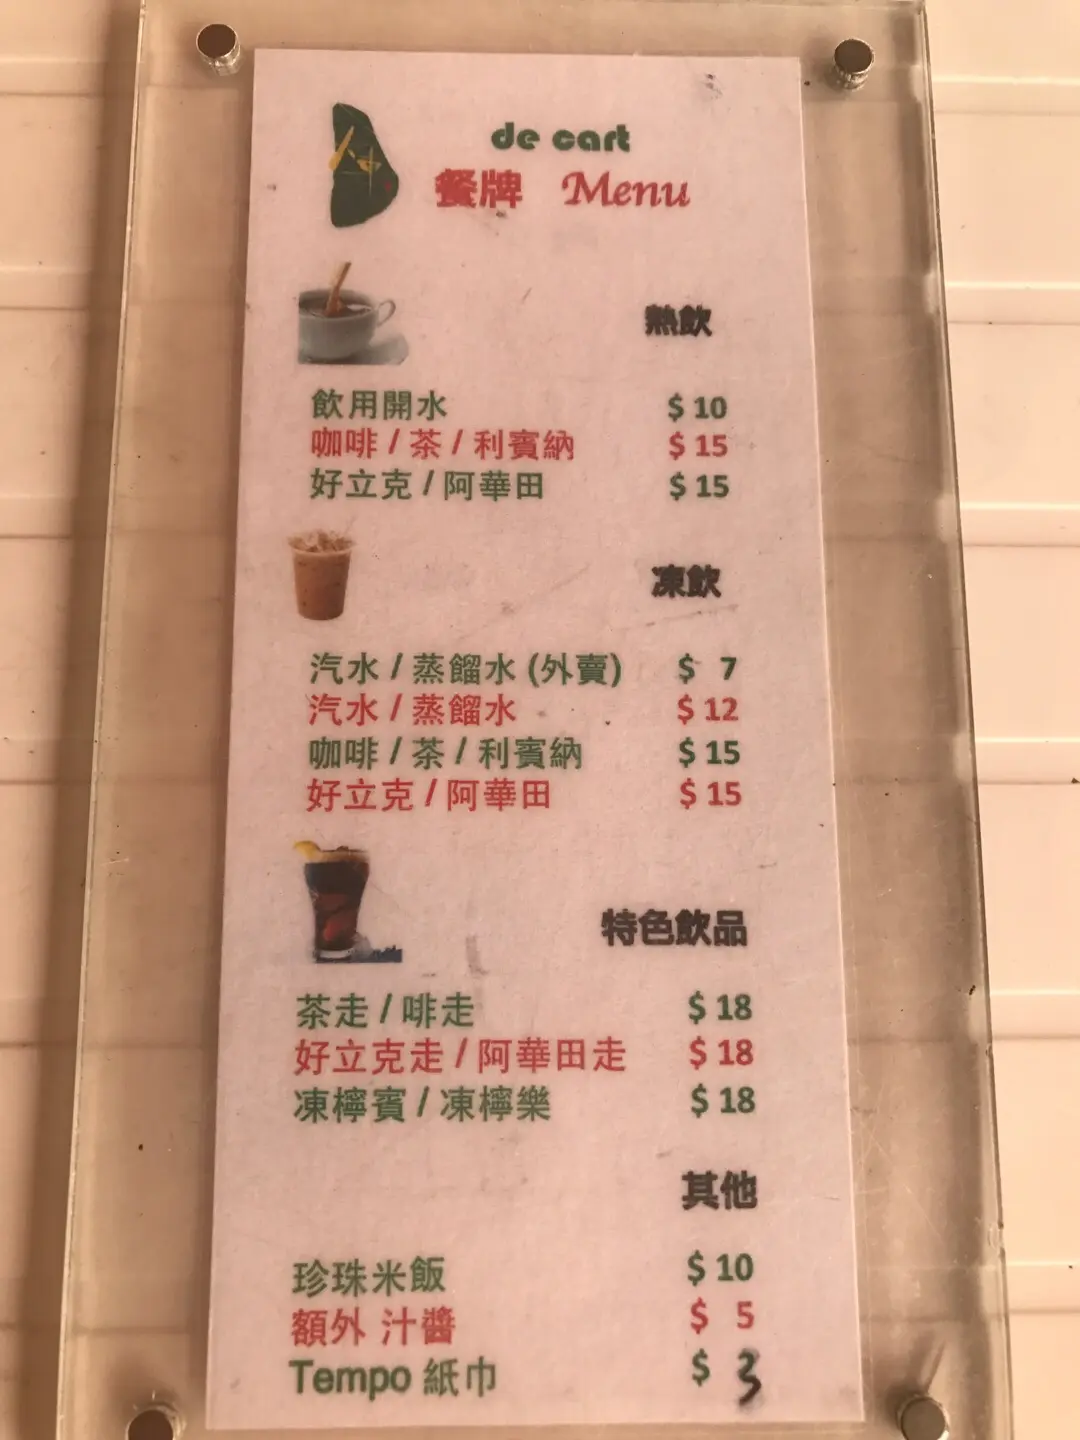 de cart
餐牌 Menu
熱飲
飲用開水 $ 10
咖啡 / 茶 / 利賓納 $ 15
好立克 / 阿華田 $ 15
凍飲
汽水 / 蒸餾水 (外賣) $ 7
汽水 / 蒸餾水 $ 12
咖啡 / 茶 / 利賓納 $ 15
好立克 / 阿華田 $ 15
特色飲品
茶走 / 啡走 $ 18
好立克走 / 阿華田走 $ 18
凍檸賓 / 凍檸樂 $ 18
其他
珍珠米飯 $ 10
額外 汁醬 $ 5
Tempo 紙巾 $ 3